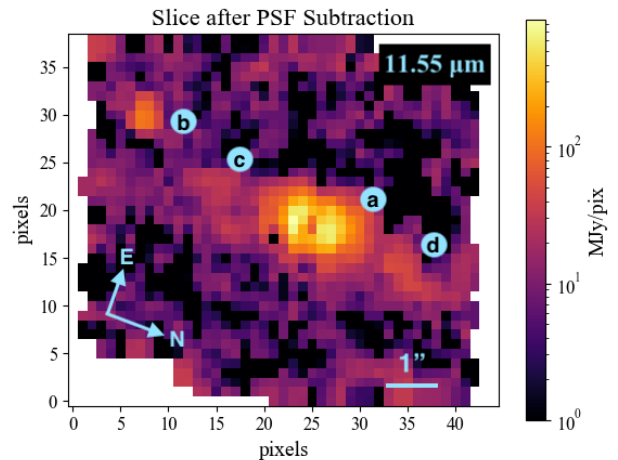 Slice after PSF Subtraction
11.55 μm
35
30
25
20
15
10
5
0
pixels
b
c
a
d
E
N
1”
0 5 10 15 20 25 30 35 40
pixels
10²
10¹
10⁰
MJy/pix